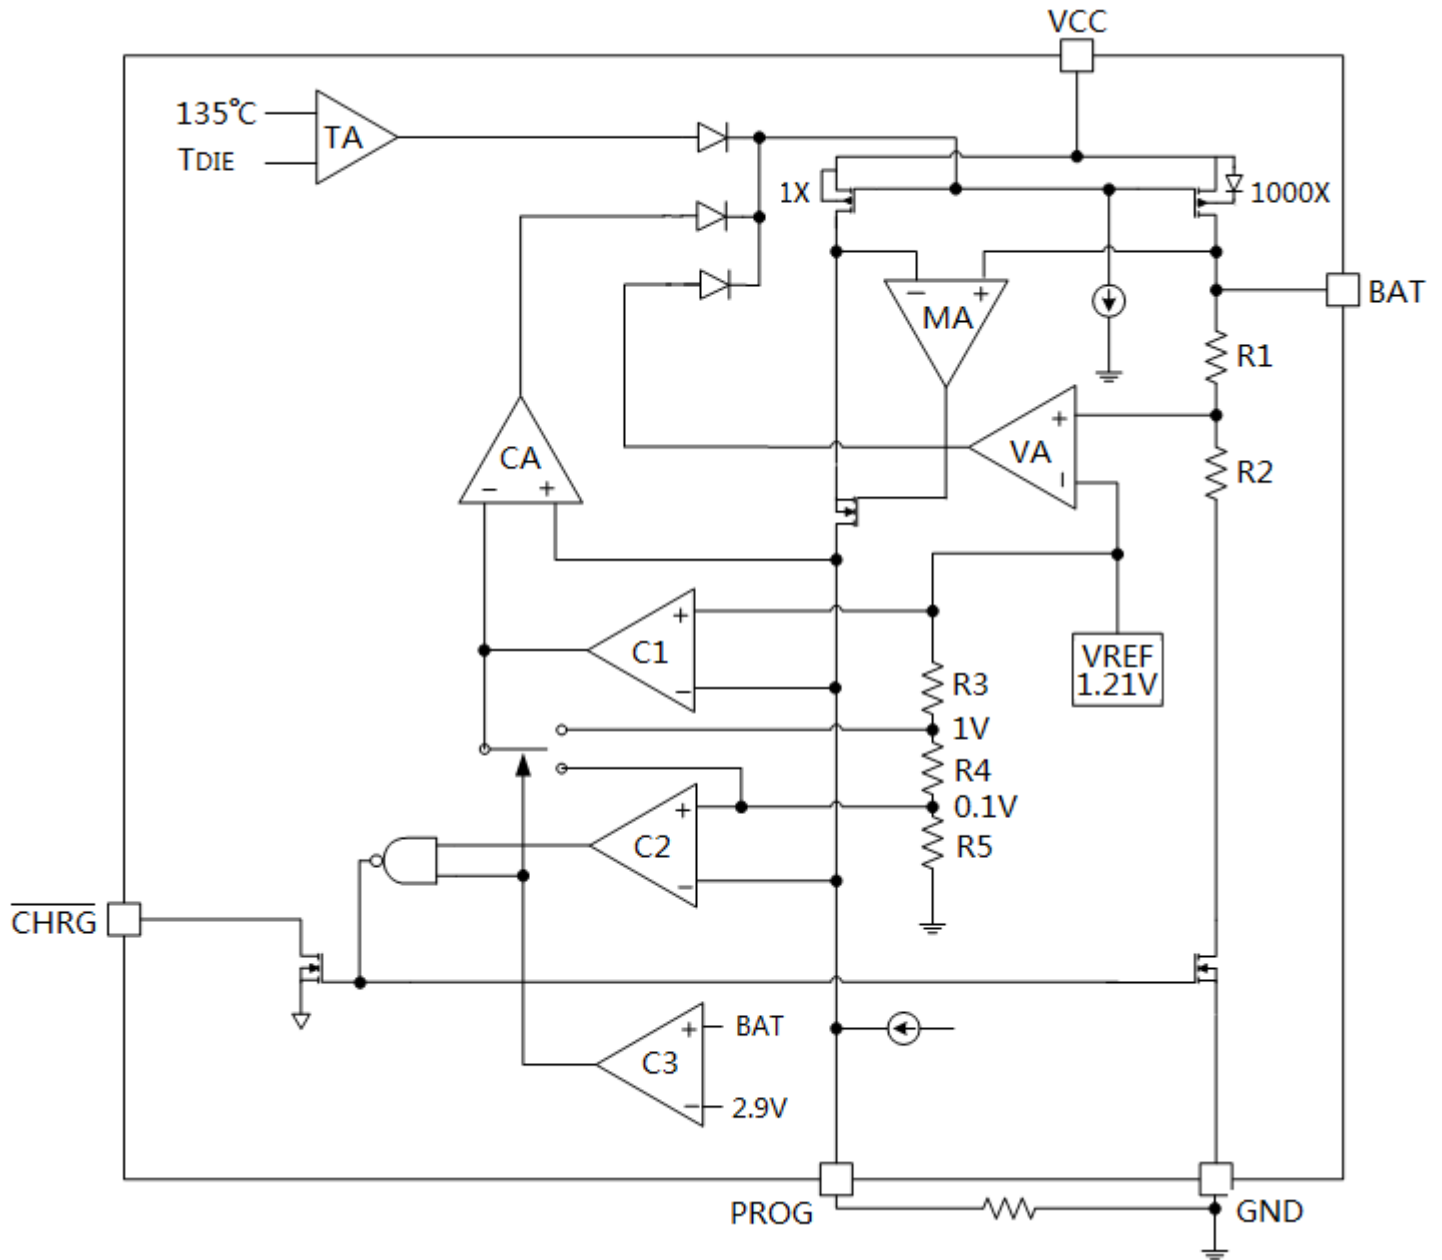 VCC
135℃
TA
TDIE
1X
1000X
− +
MA
BAT
R1
+
VA
−
R2
CA
− +
+
C1
−
VREF
1.21V
R3
1V
R4
0.1V
+
C2
−
R5
CHRG
+
BAT
C3
−
2.9V
PROG
GND